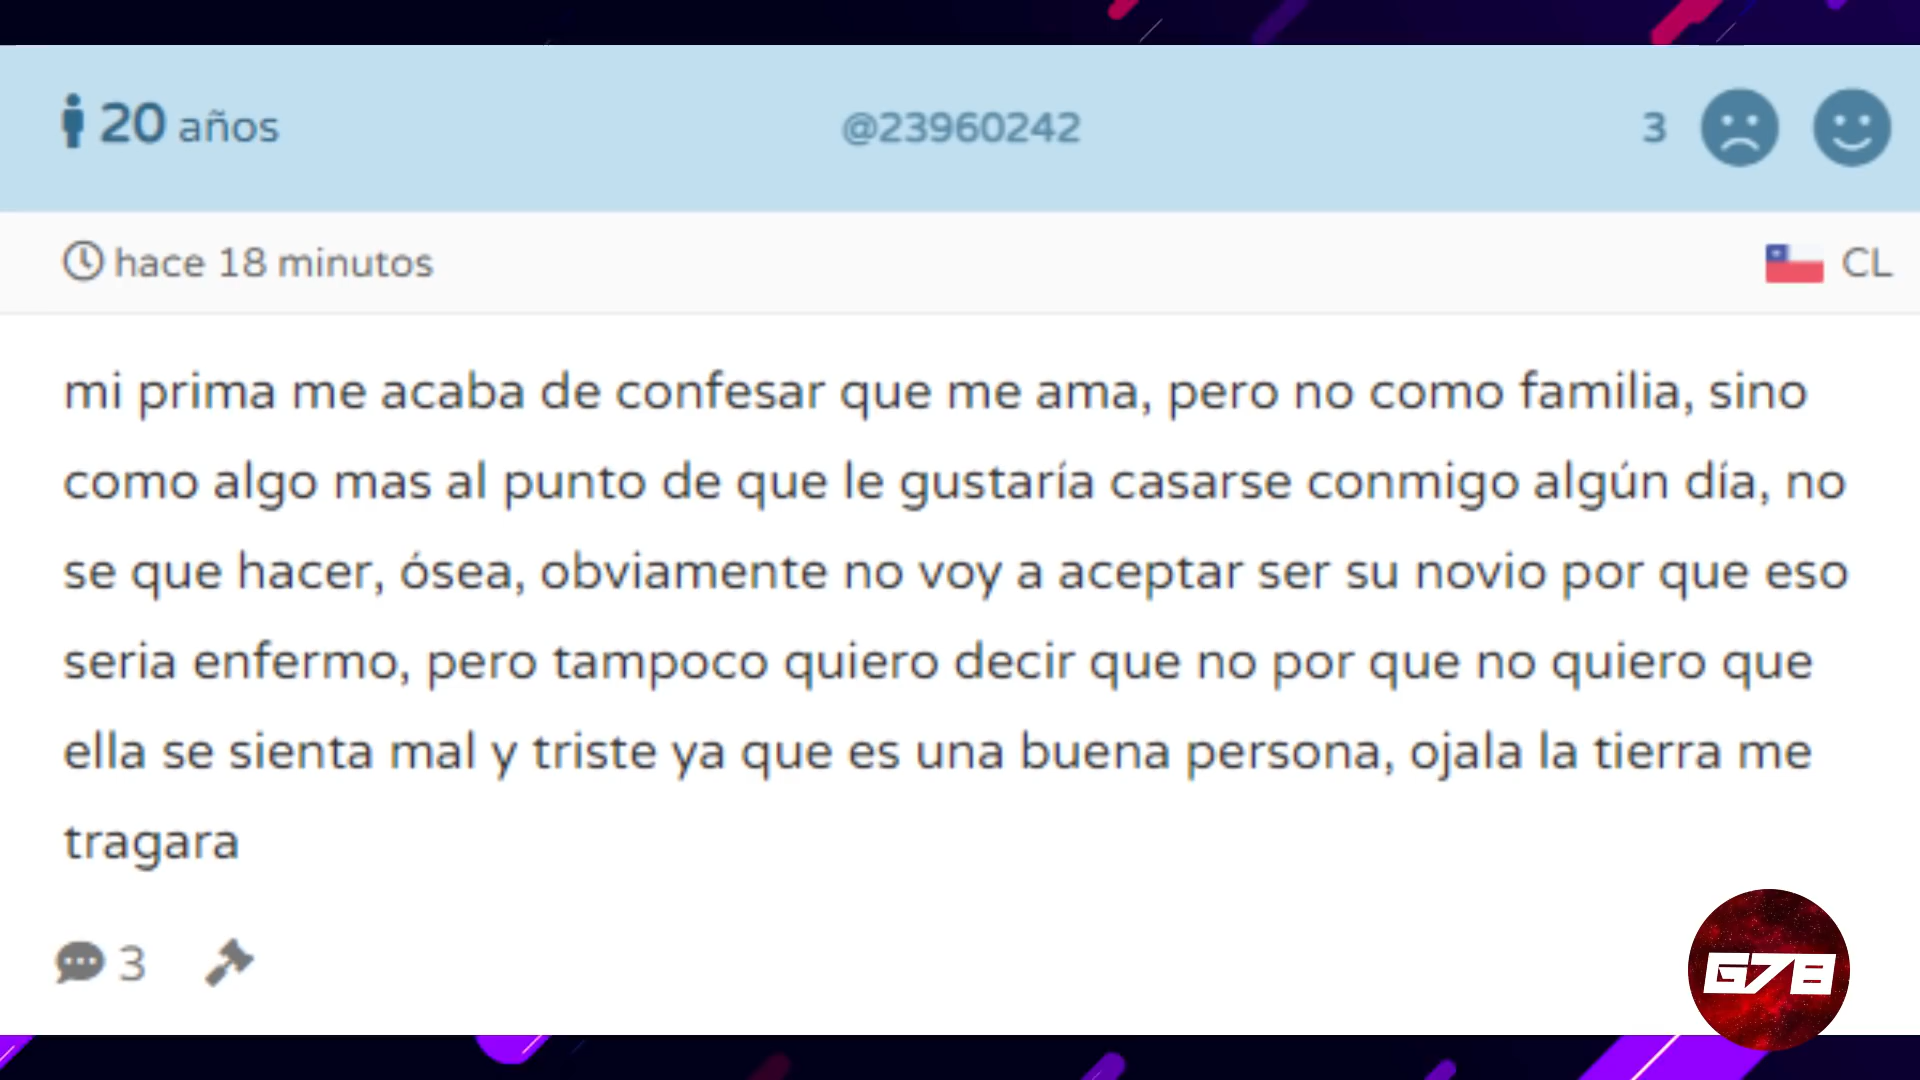 20 años @23960242 3
hace 18 minutos CL
mi prima me acaba de confesar que me ama, pero no como familia, sino
como algo mas al punto de que le gustaría casarse conmigo algún día, no
se que hacer, ósea, obviamente no voy a aceptar ser su novio por que eso
seria enfermo, pero tampoco quiero decir que no por que no quiero que
ella se sienta mal y triste ya que es una buena persona, ojala la tierra me
tragara
3
G78